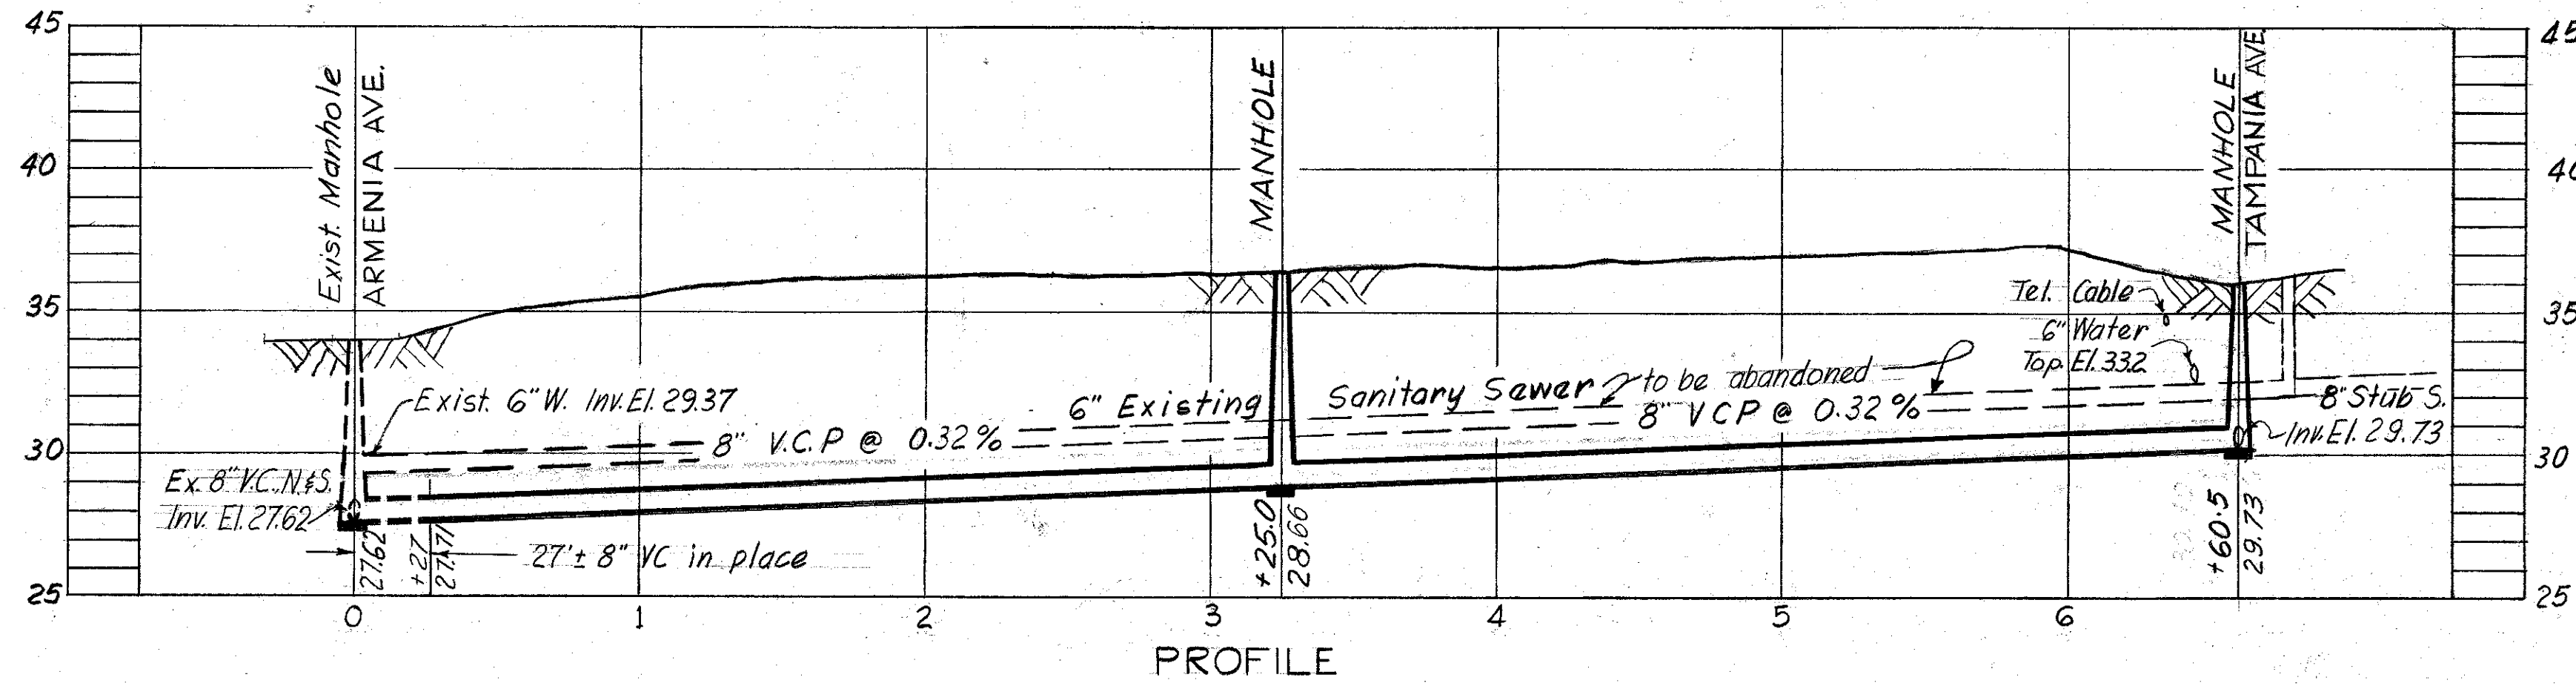 45
45
40
40
35
35
30
30
25
25
Exist. Manhole
ARMENIA AVE.
MANHOLE
MANHOLE
TAMPANIA AVE.
Tel. Cable
6" Water
Top. El. 33.2
Exist. 6" W. Inv. El. 29.37
6" Existing Sanitary Sewer to be abandoned
8" V.C.P @ 0.32%
8" VCP @ 0.32%
8" Stub S.
Inv. El. 29.73
Ex. 8" V.C. N & S.
Inv. El. 27.62
27.62
+27
27.71
27'± 8" VC in place
+25.0
28.66
+60.5
29.73
0 1 2 3 4 5 6
PROFILE